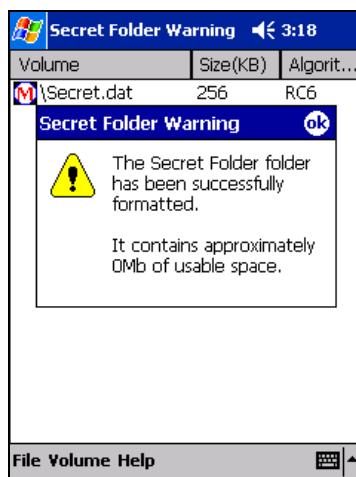 Secret Folder Warning 3:18
Volume Size(KB) Algorit...
M \Secret.dat 256 RC6
Secret Folder Warning ok
The Secret Folder folder
has been successfully
formatted.
It contains approximately
0Mb of usable space.
File Volume Help